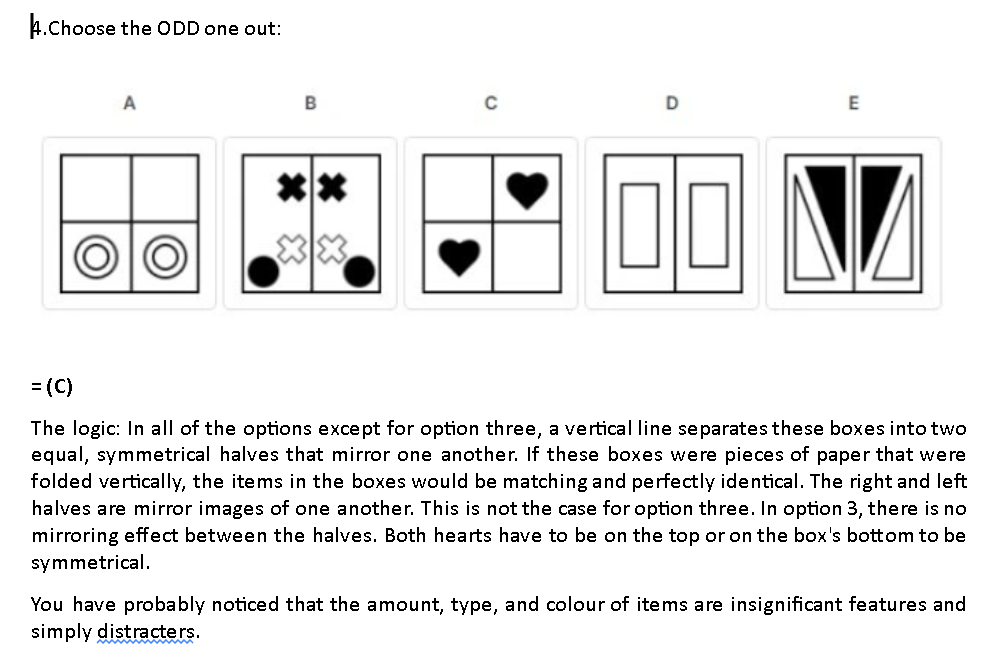 4.Choose the ODD one out:
A B C D E
= (C)
The logic: In all of the options except for option three, a vertical line separates these boxes into two
equal, symmetrical halves that mirror one another. If these boxes were pieces of paper that were
folded vertically, the items in the boxes would be matching and perfectly identical. The right and left
halves are mirror images of one another. This is not the case for option three. In option 3, there is no
mirroring effect between the halves. Both hearts have to be on the top or on the box's bottom to be
symmetrical.
You have probably noticed that the amount, type, and colour of items are insignificant features and
simply distracters.